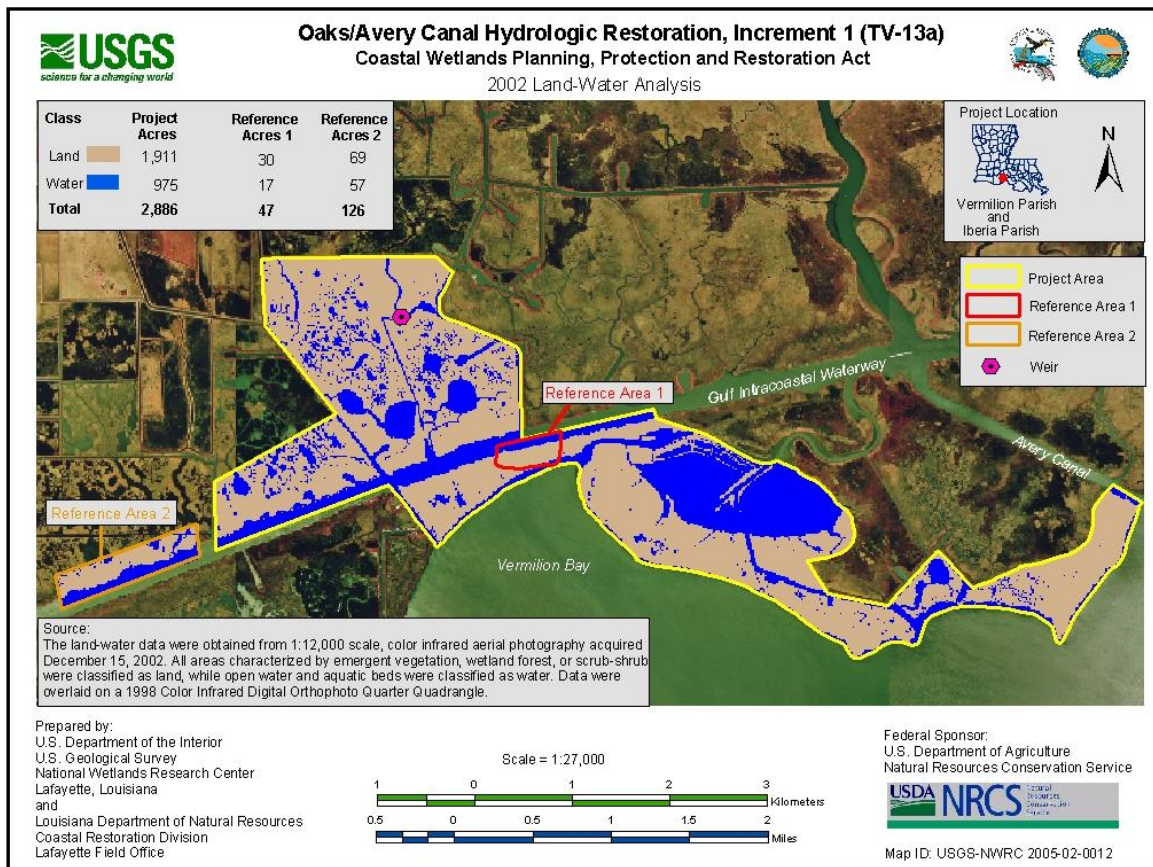 USGS
science for a changing world
Oaks/Avery Canal Hydrologic Restoration, Increment 1 (TV-13a)
Coastal Wetlands Planning, Protection and Restoration Act
2002 Land-Water Analysis
Class Project Acres Reference Acres 1 Reference Acres 2
Land 1,911 30 69
Water 975 17 57
Total 2,886 47 126
Project Location
N
Vermilion Parish
and
Iberia Parish
Project Area
Reference Area 1
Reference Area 2
Weir
Gulf Intracoastal Waterway
Reference Area 1
Avery Canal
Reference Area 2
Vermilion Bay
Source:
The land-water data were obtained from 1:12,000 scale, color infrared aerial photography acquired
December 15, 2002. All areas characterized by emergent vegetation, wetland forest, or scrub-shrub
were classified as land, while open water and aquatic beds were classified as water. Data were
overlaid on a 1998 Color Infrared Digital Orthophoto Quarter Quadrangle.
Prepared by:
U.S. Department of the Interior
U.S. Geological Survey
National Wetlands Research Center
Lafayette, Louisiana
and
Louisiana Department of Natural Resources
Coastal Restoration Division
Lafayette Field Office
Scale = 1:27,000
1 0 1 2 3
Kilometers
0.5 0 0.5 1 1.5 2
Miles
Federal Sponsor:
U.S. Department of Agriculture
Natural Resources Conservation Service
USDA NRCS
Natural
Resources
Conservation
Service
Map ID: USGS-NWRC 2005-02-0012